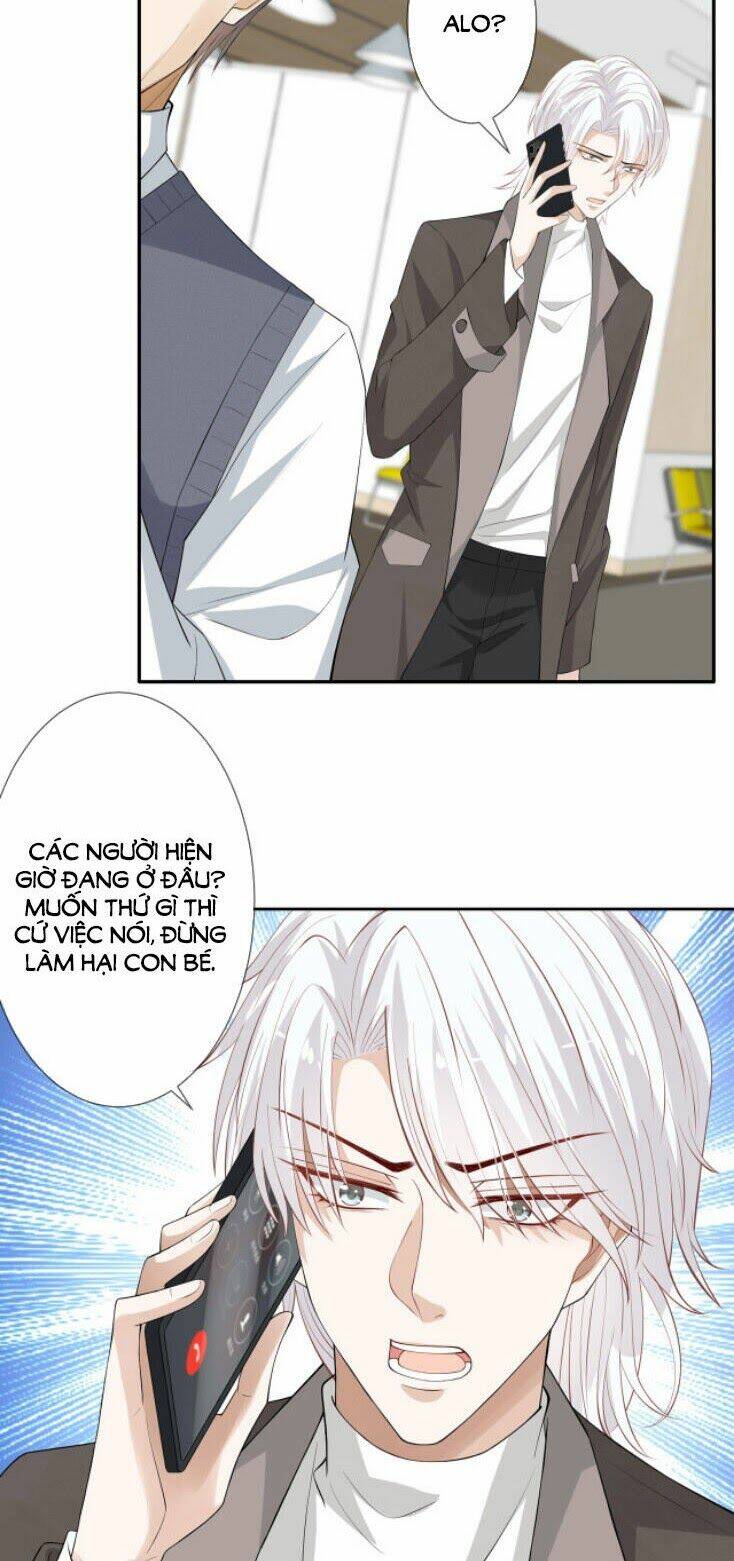 ALO?
CÁC NGƯỜI HIỆN
GIỜ ĐANG Ở ĐÂU?
MUỐN THỨ GÌ THÌ
CỨ VIỆC NÓI, ĐỪNG
LÀM HẠI CON BÉ.